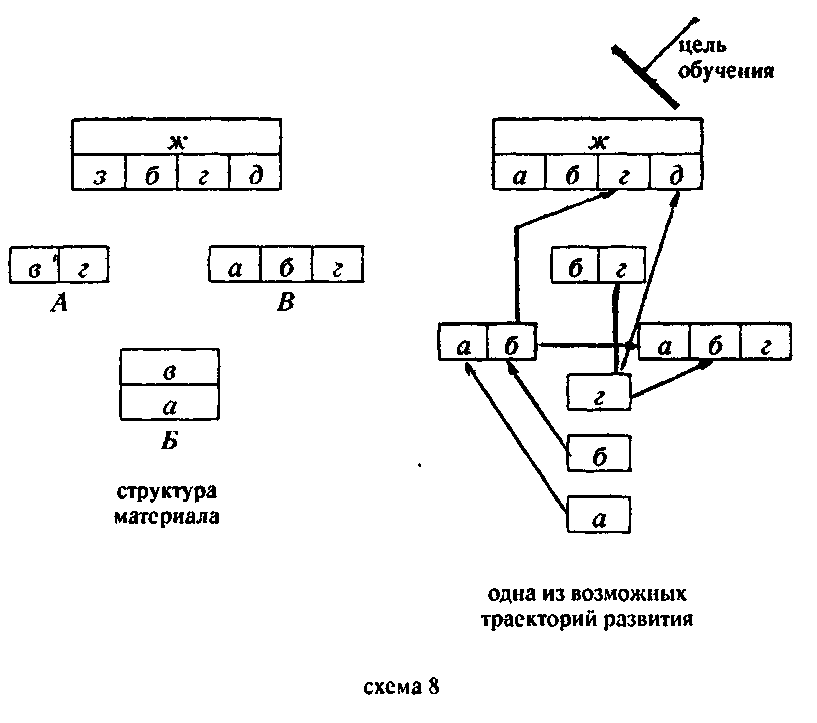 цель
обучения
ж
з б г д
ж
а б г д
в г
А
а б г
В
б г
а б
а б г
в
а
Б
г
б
а
структура
материала
одна из возможных
траекторий развития
схема 8